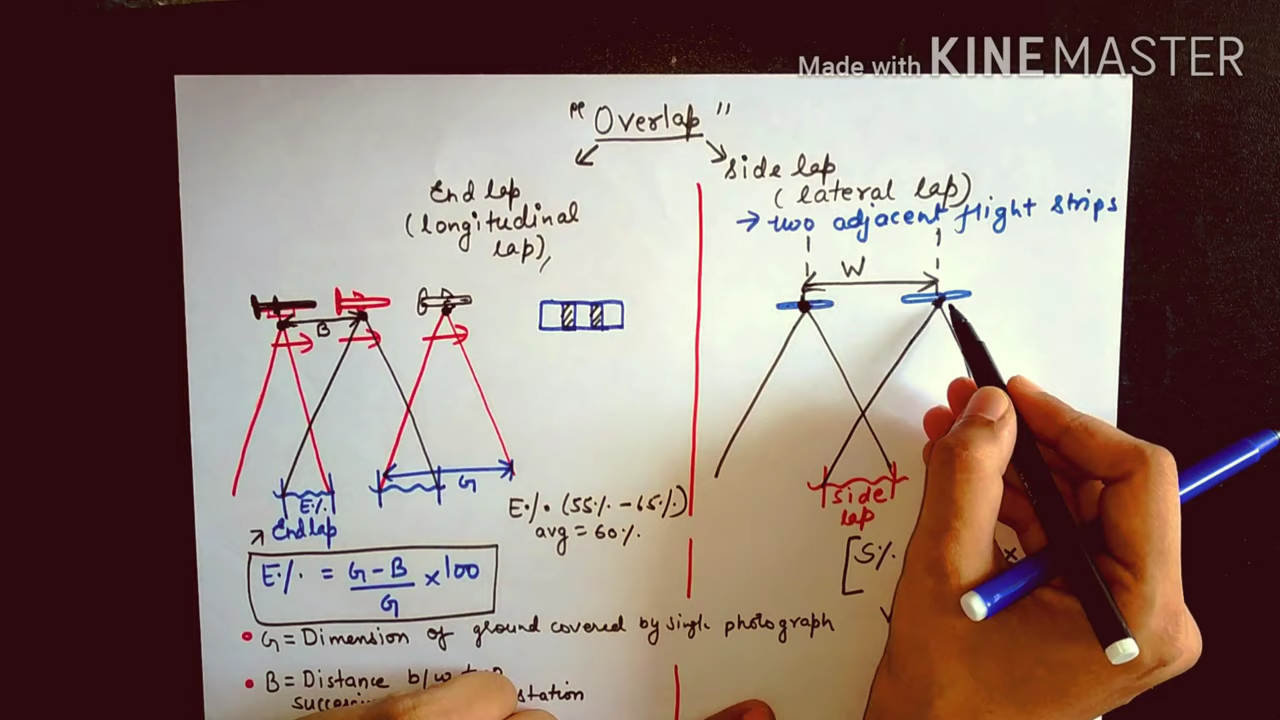 Made with KINEMASTER
"Overlap"
End lap
(longitudinal
lap)
side lap
(lateral lap)
→ two adjacent flight strips
B
W
G
E%
End lap
side
lap
E% (55% - 65%)
avg = 60%
E% = G-B/G ×100
[S%
×
• G = Dimension of ground covered by single photograph
• B = Distance b/w
station